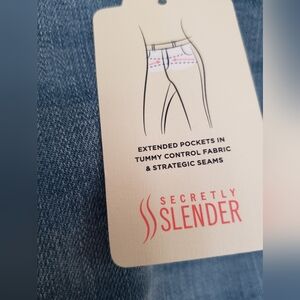 EXTENDED POCKETS IN
TUMMY CONTROL FABRIC
& STRATEGIC SEAMS
SECRETLY
SLENDER